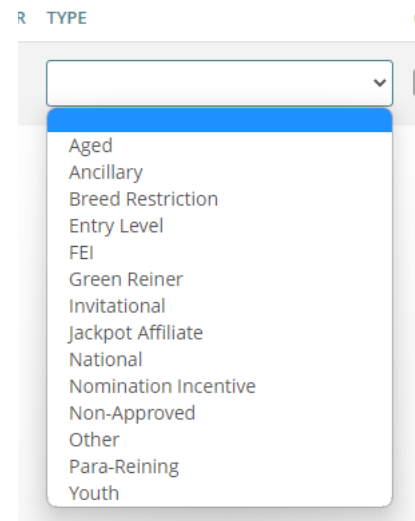 R TYPE
Aged
Ancillary
Breed Restriction
Entry Level
FEI
Green Reiner
Invitational
Jackpot Affiliate
National
Nomination Incentive
Non-Approved
Other
Para-Reining
Youth